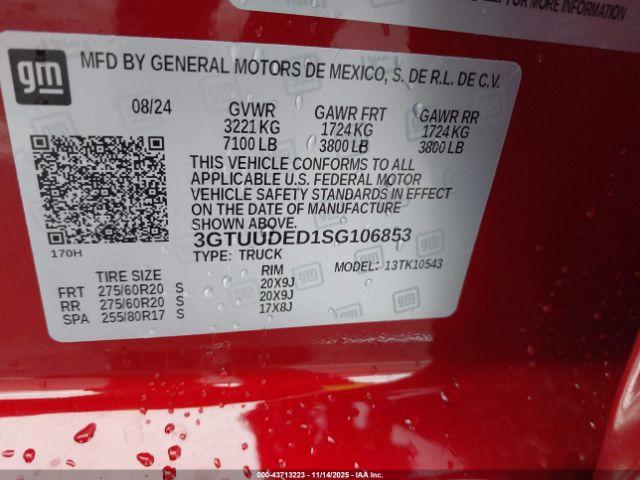 FOR MORE INFORMATION
gm
MFD BY GENERAL MOTORS DE MEXICO, S. DE R.L. DE C.V.
08/24 GVWR GAWR FRT GAWR RR
3221 KG 1724 KG 1724 KG
7100 LB 3800 LB 3800 LB
THIS VEHICLE CONFORMS TO ALL
APPLICABLE U.S. FEDERAL MOTOR
VEHICLE SAFETY STANDARDS IN EFFECT
ON THE DATE OF MANUFACTURE
SHOWN ABOVE.
3GTUUDED1SG106853
170H TYPE: TRUCK MODEL: 13TK10543
TIRE SIZE RIM
FRT 275/60R20 S 20X9J
RR 275/60R20 S 20X9J
SPA 255/80R17 S 17X8J
000-43713223 - 11/14/2025 - IAA Corp.